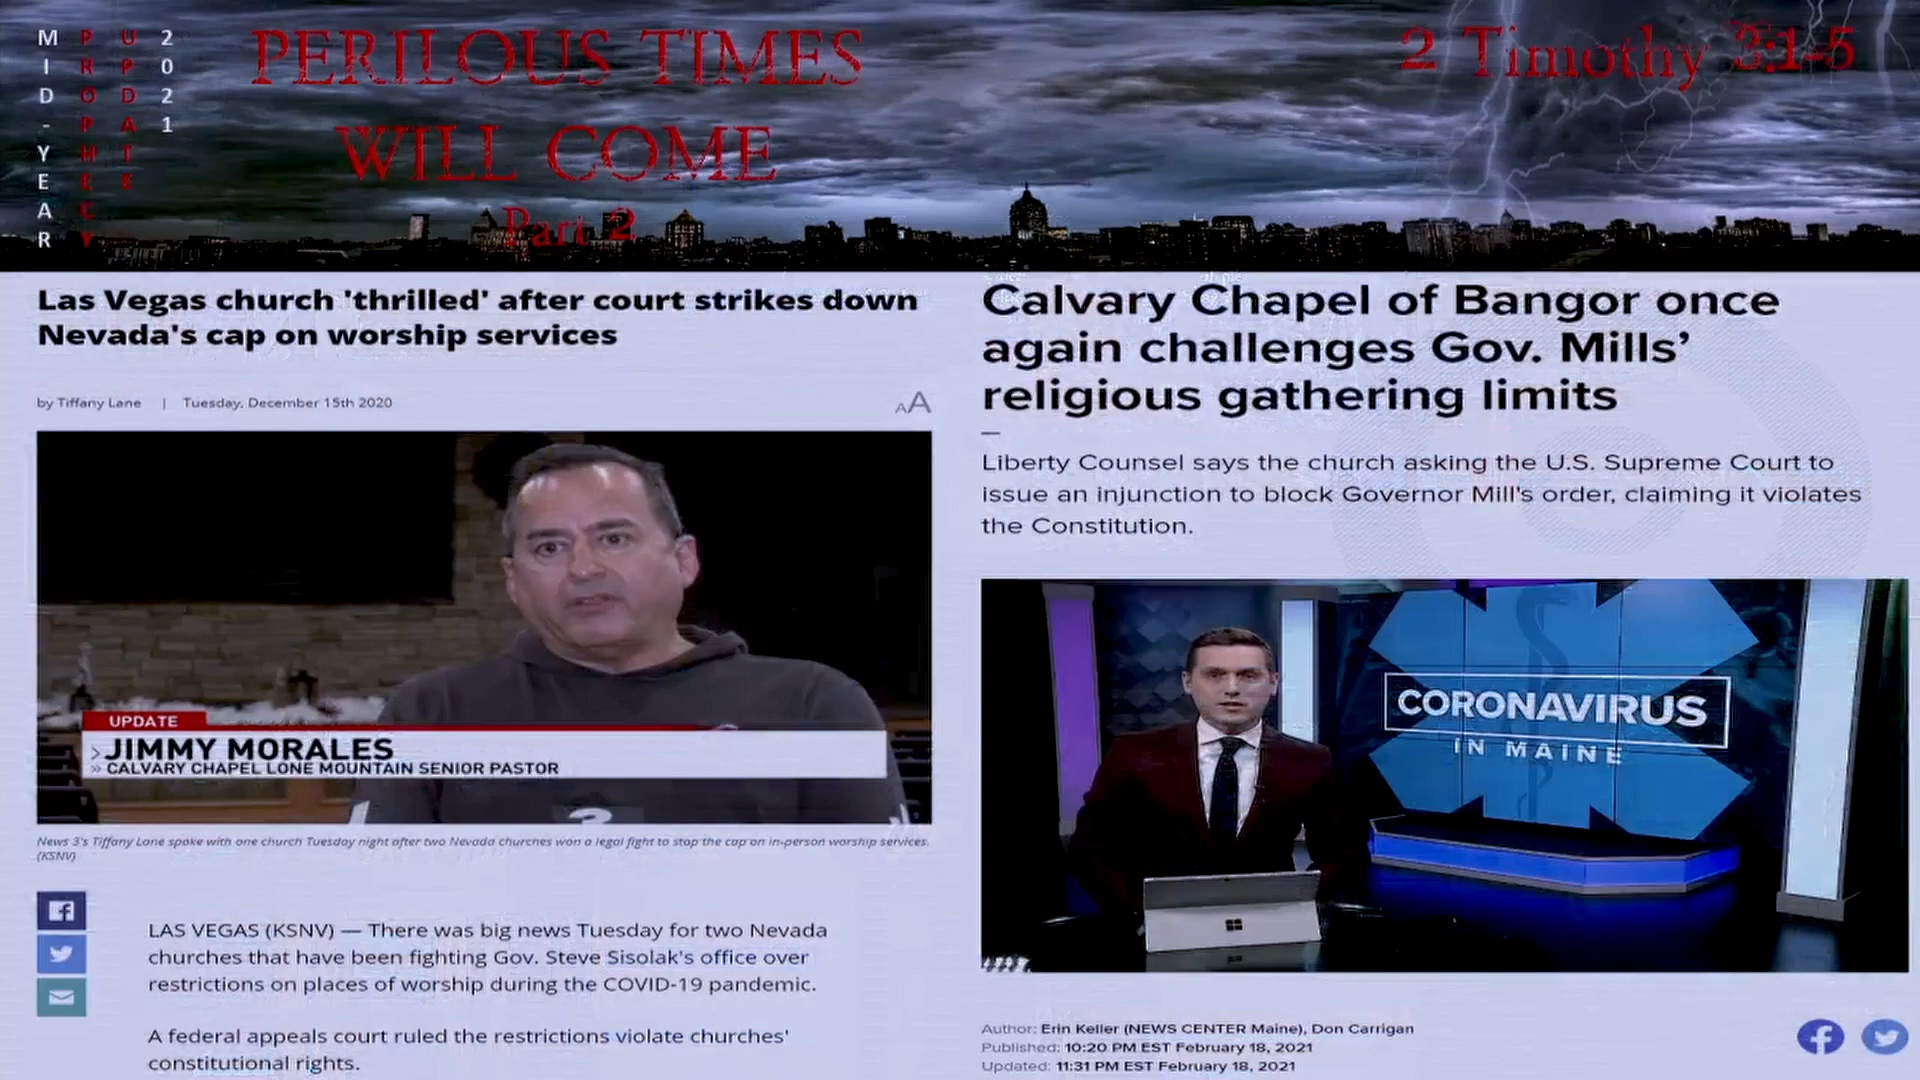 MID-YEAR
PROPHECY
UPDATE
2021
PERILOUS TIMES
WILL COME
Part 2
2 Timothy 3:1-5
Las Vegas church 'thrilled' after court strikes down
Nevada's cap on worship services
by Tiffany Lane | Tuesday, December 15th 2020
AA
UPDATE
JIMMY MORALES
CALVARY CHAPEL LONE MOUNTAIN SENIOR PASTOR
3
News 3's Tiffany Lane spoke with one church Tuesday night after two Nevada churches won a legal fight to stop the cap on in-person worship services.
(KSNV)
LAS VEGAS (KSNV) — There was big news Tuesday for two Nevada
churches that have been fighting Gov. Steve Sisolak's office over
restrictions on places of worship during the COVID-19 pandemic.
A federal appeals court ruled the restrictions violate churches'
constitutional rights.
Calvary Chapel of Bangor once
again challenges Gov. Mills’
religious gathering limits
Liberty Counsel says the church asking the U.S. Supreme Court to
issue an injunction to block Governor Mill's order, claiming it violates
the Constitution.
CORONAVIRUS
IN MAINE
Author: Erin Keller (NEWS CENTER Maine), Don Carrigan
Published: 10:20 PM EST February 18, 2021
Updated: 11:31 PM EST February 18, 2021